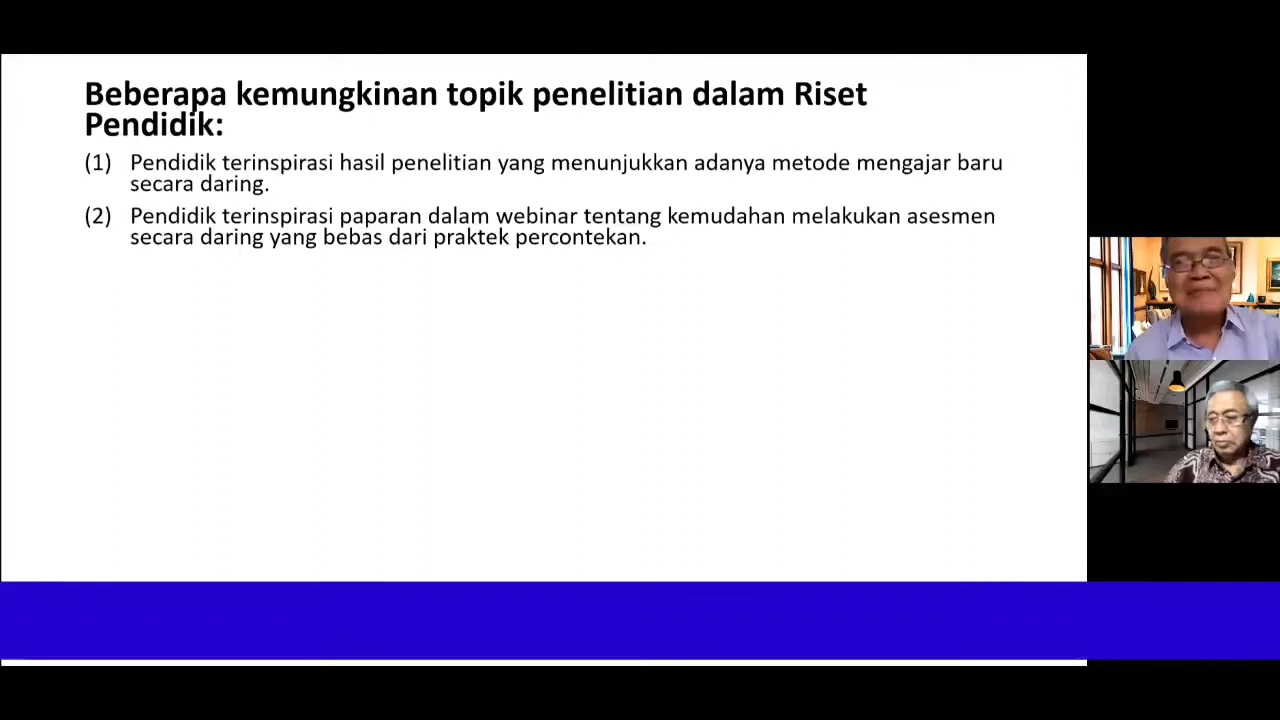 Beberapa kemungkinan topik penelitian dalam Riset
Pendidik:
(1) Pendidik terinspirasi hasil penelitian yang menunjukkan adanya metode mengajar baru
secara daring.
(2) Pendidik terinspirasi paparan dalam webinar tentang kemudahan melakukan asesmen
secara daring yang bebas dari praktek percontekan.